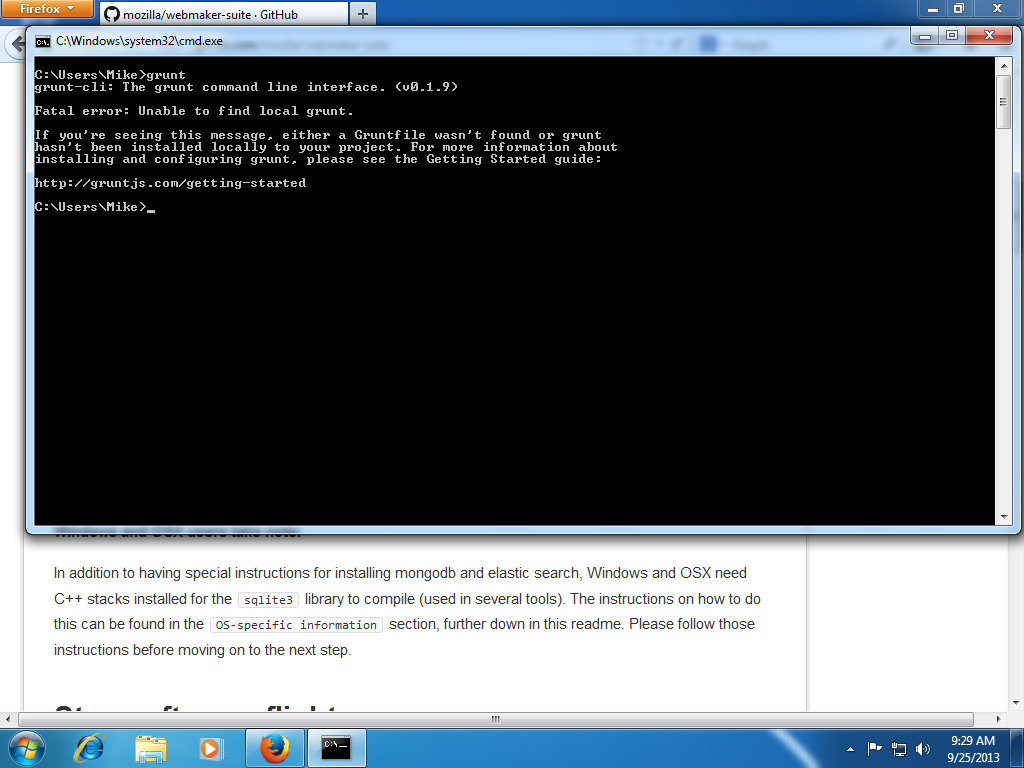 Firefox
mozilla/webmaker-suite · GitHub
C:\Windows\system32\cmd.exe
C:\Users\Mike>grunt
grunt-cli: The grunt command line interface. (v0.1.9)
Fatal error: Unable to find local grunt.
If you're seeing this message, either a Gruntfile wasn't found or grunt
hasn't been installed locally to your project. For more information about
installing and configuring grunt, please see the Getting Started guide:
http://gruntjs.com/getting-started
C:\Users\Mike>_
Windows and OSX users take note:
In addition to having special instructions for installing mongodb and elastic search, Windows and OSX need
C++ stacks installed for the sqlite3 library to compile (used in several tools). The instructions on how to do
this can be found in the OS-specific information section, further down in this readme. Please follow those
instructions before moving on to the next step.
9:29 AM
9/25/2013